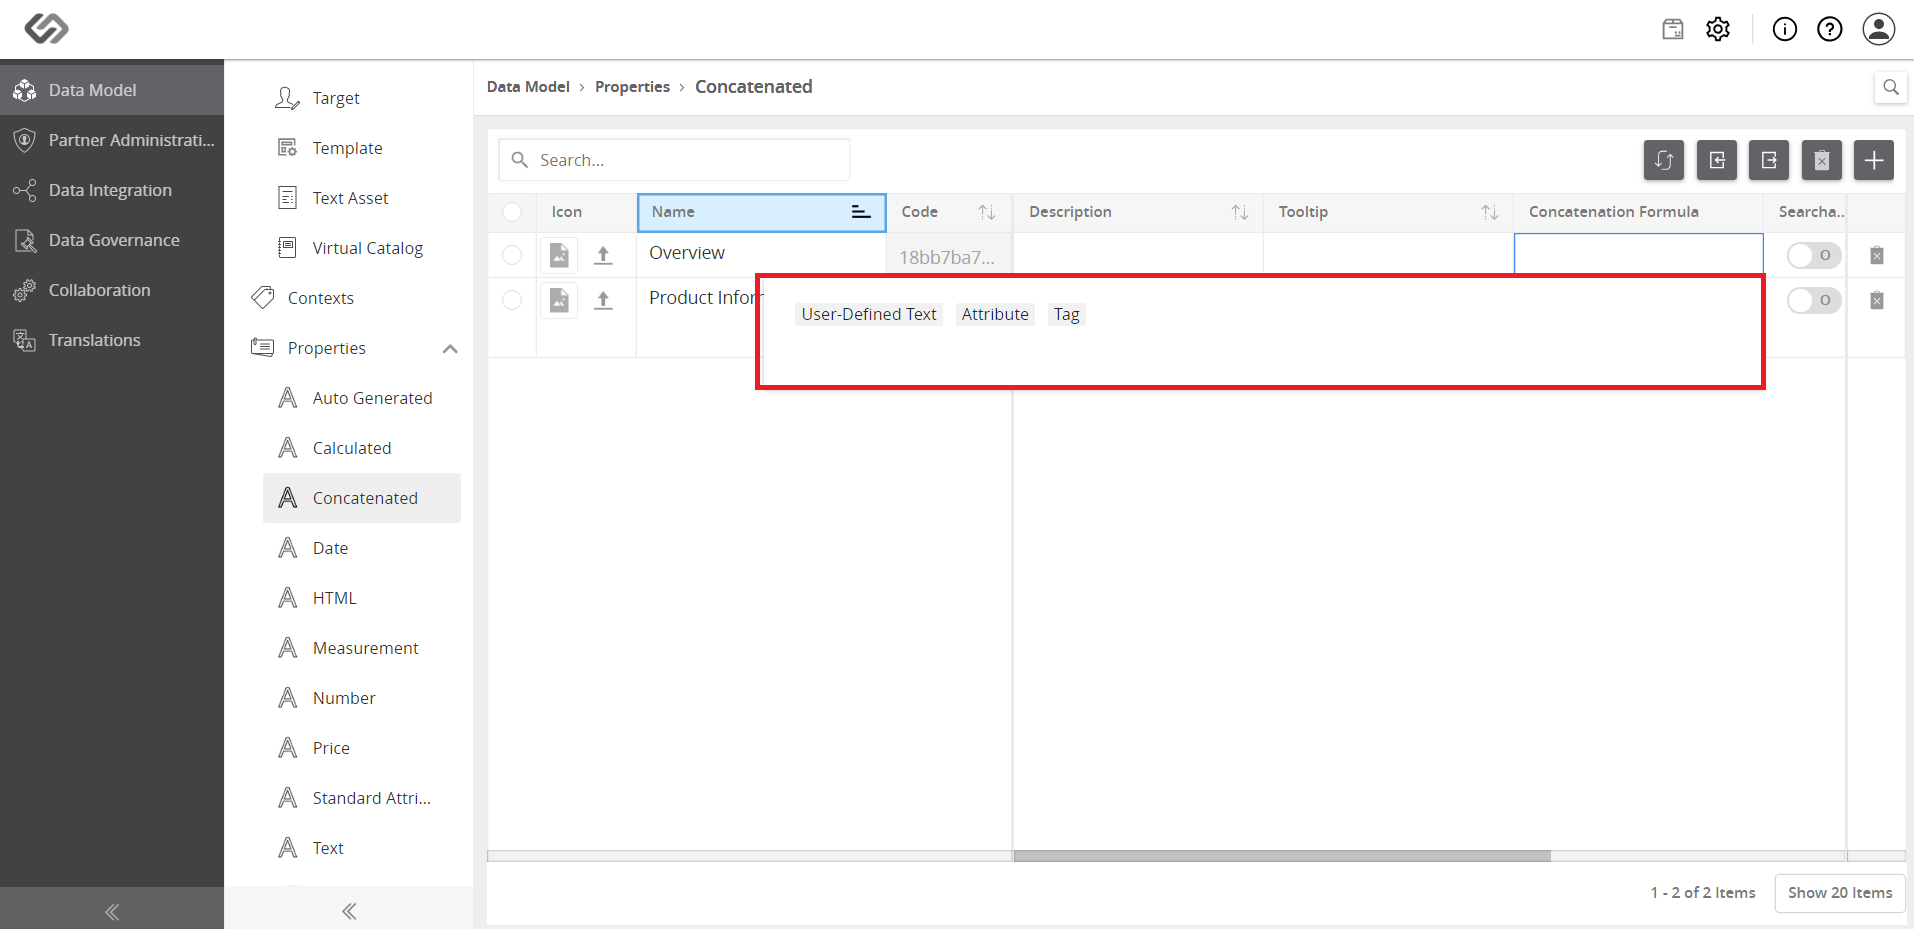 Data Model
Partner Administrati...
Data Integration
Data Governance
Collaboration
Translations
Target
Template
Text Asset
Virtual Catalog
Contexts
Properties
Auto Generated
Calculated
Concatenated
Date
HTML
Measurement
Number
Price
Standard Attri...
Text
Data Model › Properties › Concatenated
Search...
Icon Name Code Description Tooltip Concatenation Formula Searcha..
Overview 18bb7ba7...
Product Infor
User-Defined Text Attribute Tag
1 - 2 of 2 Items Show 20 Items